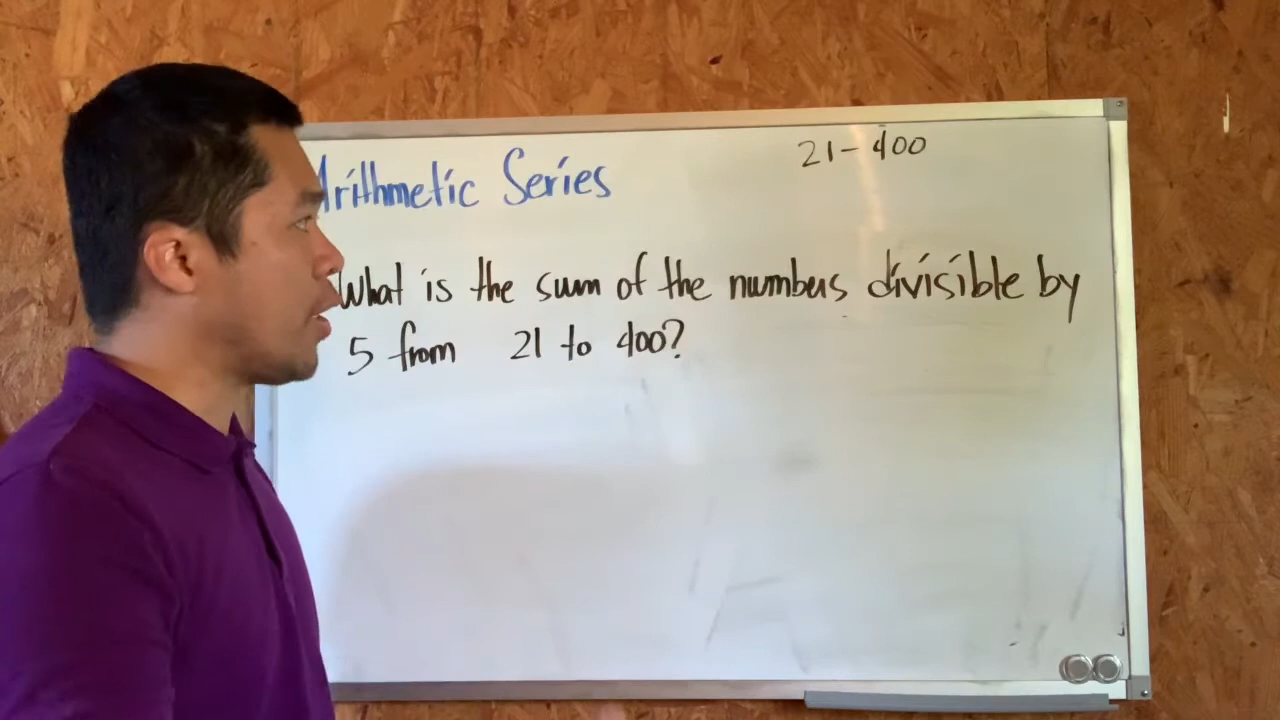 21-400
Arithmetic Series
What is the sum of the numbers divisible by
5 from 21 to 400?